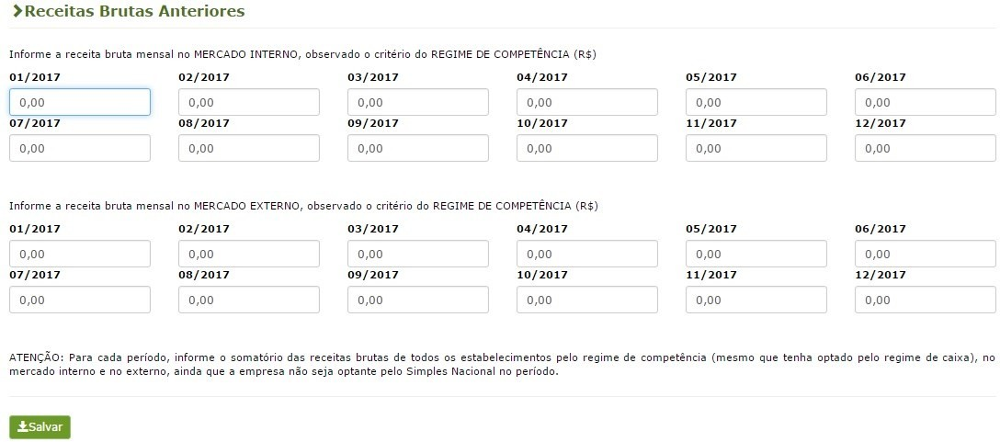 Receitas Brutas Anteriores
Informe a receita bruta mensal no MERCADO INTERNO, observado o critério do REGIME DE COMPETÊNCIA (R$)
01/2017 02/2017 03/2017 04/2017 05/2017 06/2017
0,00 0,00 0,00 0,00 0,00 0,00
07/2017 08/2017 09/2017 10/2017 11/2017 12/2017
0,00 0,00 0,00 0,00 0,00 0,00
Informe a receita bruta mensal no MERCADO EXTERNO, observado o critério do REGIME DE COMPETÊNCIA (R$)
01/2017 02/2017 03/2017 04/2017 05/2017 06/2017
0,00 0,00 0,00 0,00 0,00 0,00
07/2017 08/2017 09/2017 10/2017 11/2017 12/2017
0,00 0,00 0,00 0,00 0,00 0,00
ATENÇÃO: Para cada período, informe o somatório das receitas brutas de todos os estabelecimentos pelo regime de competência (mesmo que tenha optado pelo regime de caixa), no
mercado interno e no externo, ainda que a empresa não seja optante pelo Simples Nacional no período.
Salvar